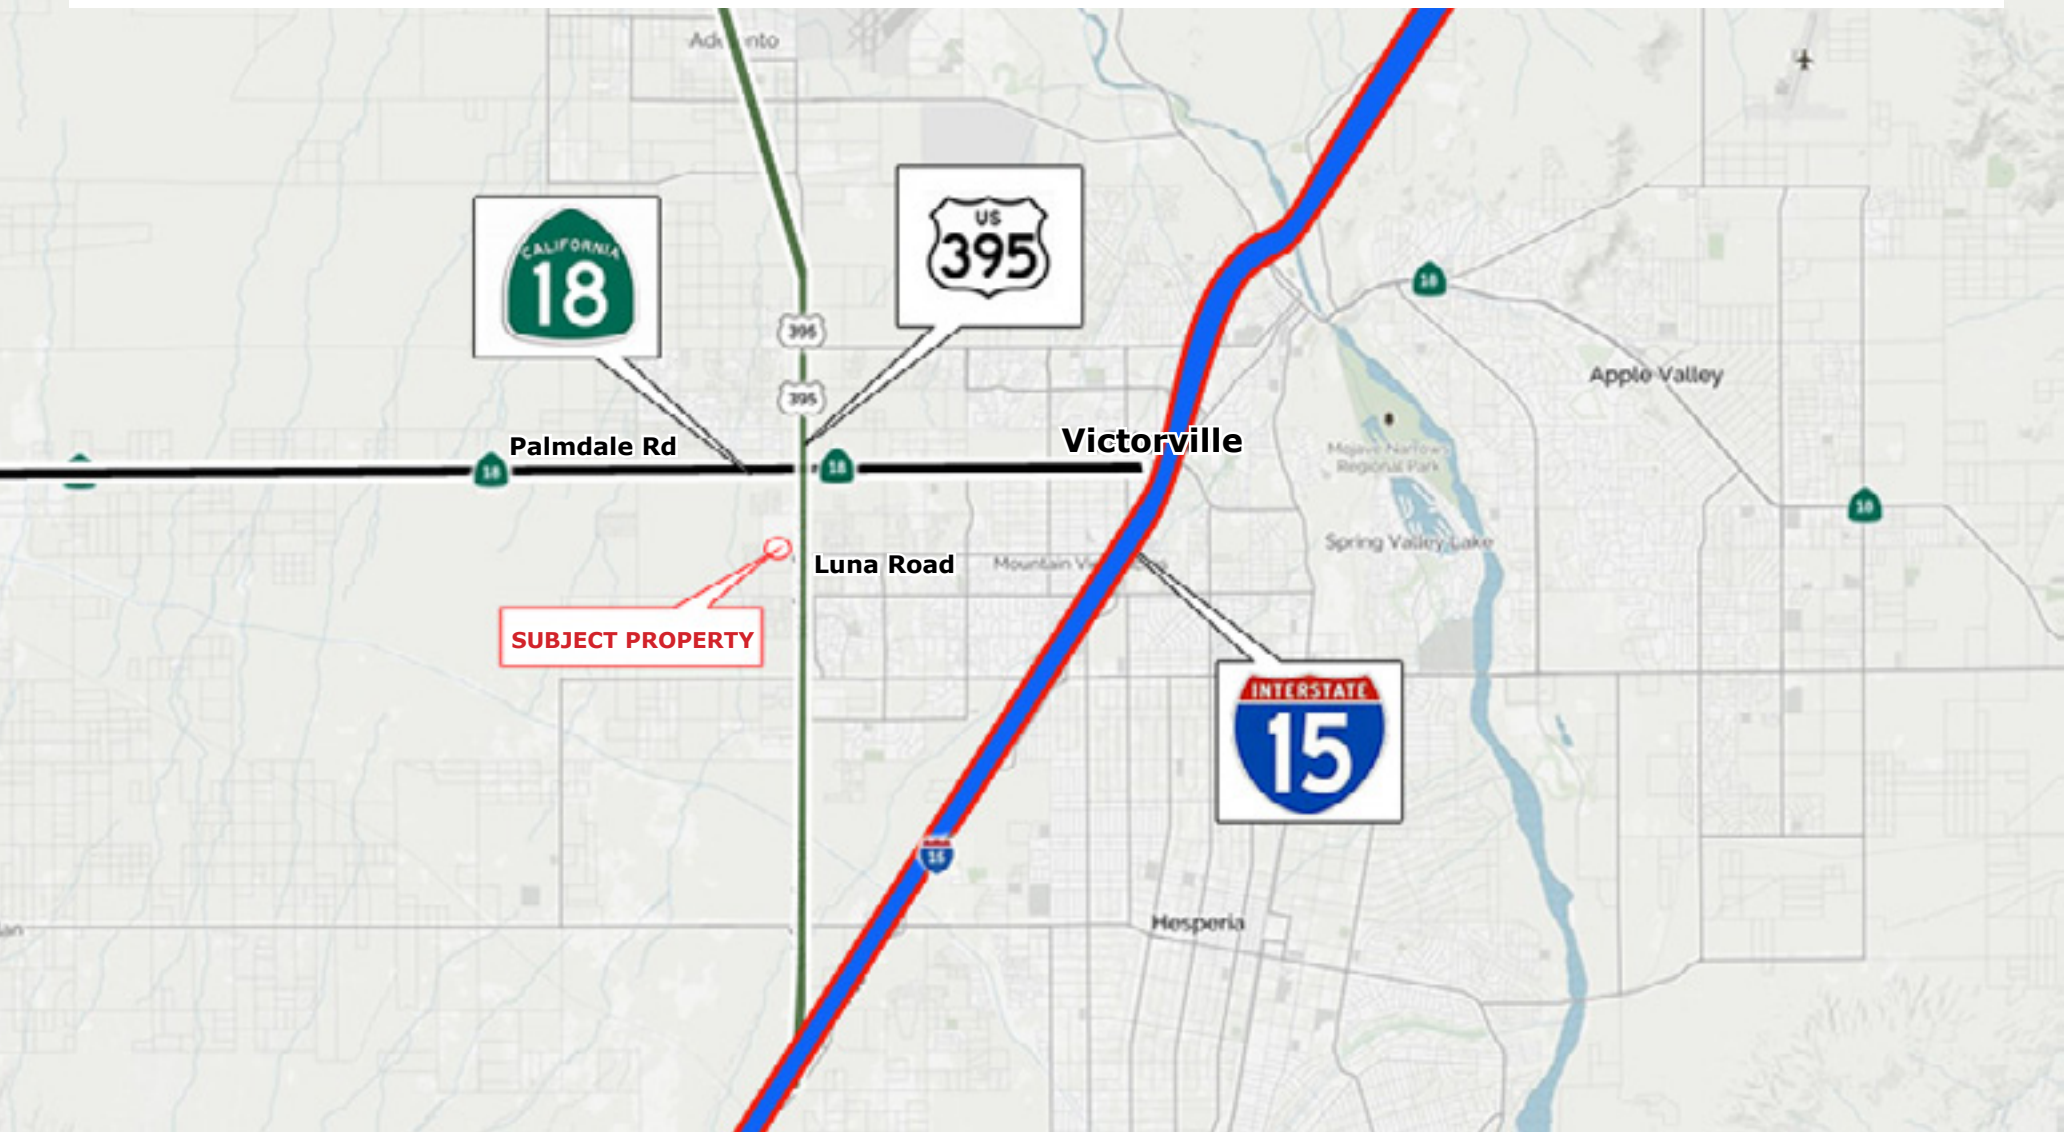 CALIFORNIA
18
US
395
395
395
18
Palmdale Rd
18
18
Victorville
18
Apple Valley
Mojave Narrows
Regional Park
18
Spring Valley Lake
Luna Road
SUBJECT PROPERTY
INTERSTATE
15
15
Hesperia